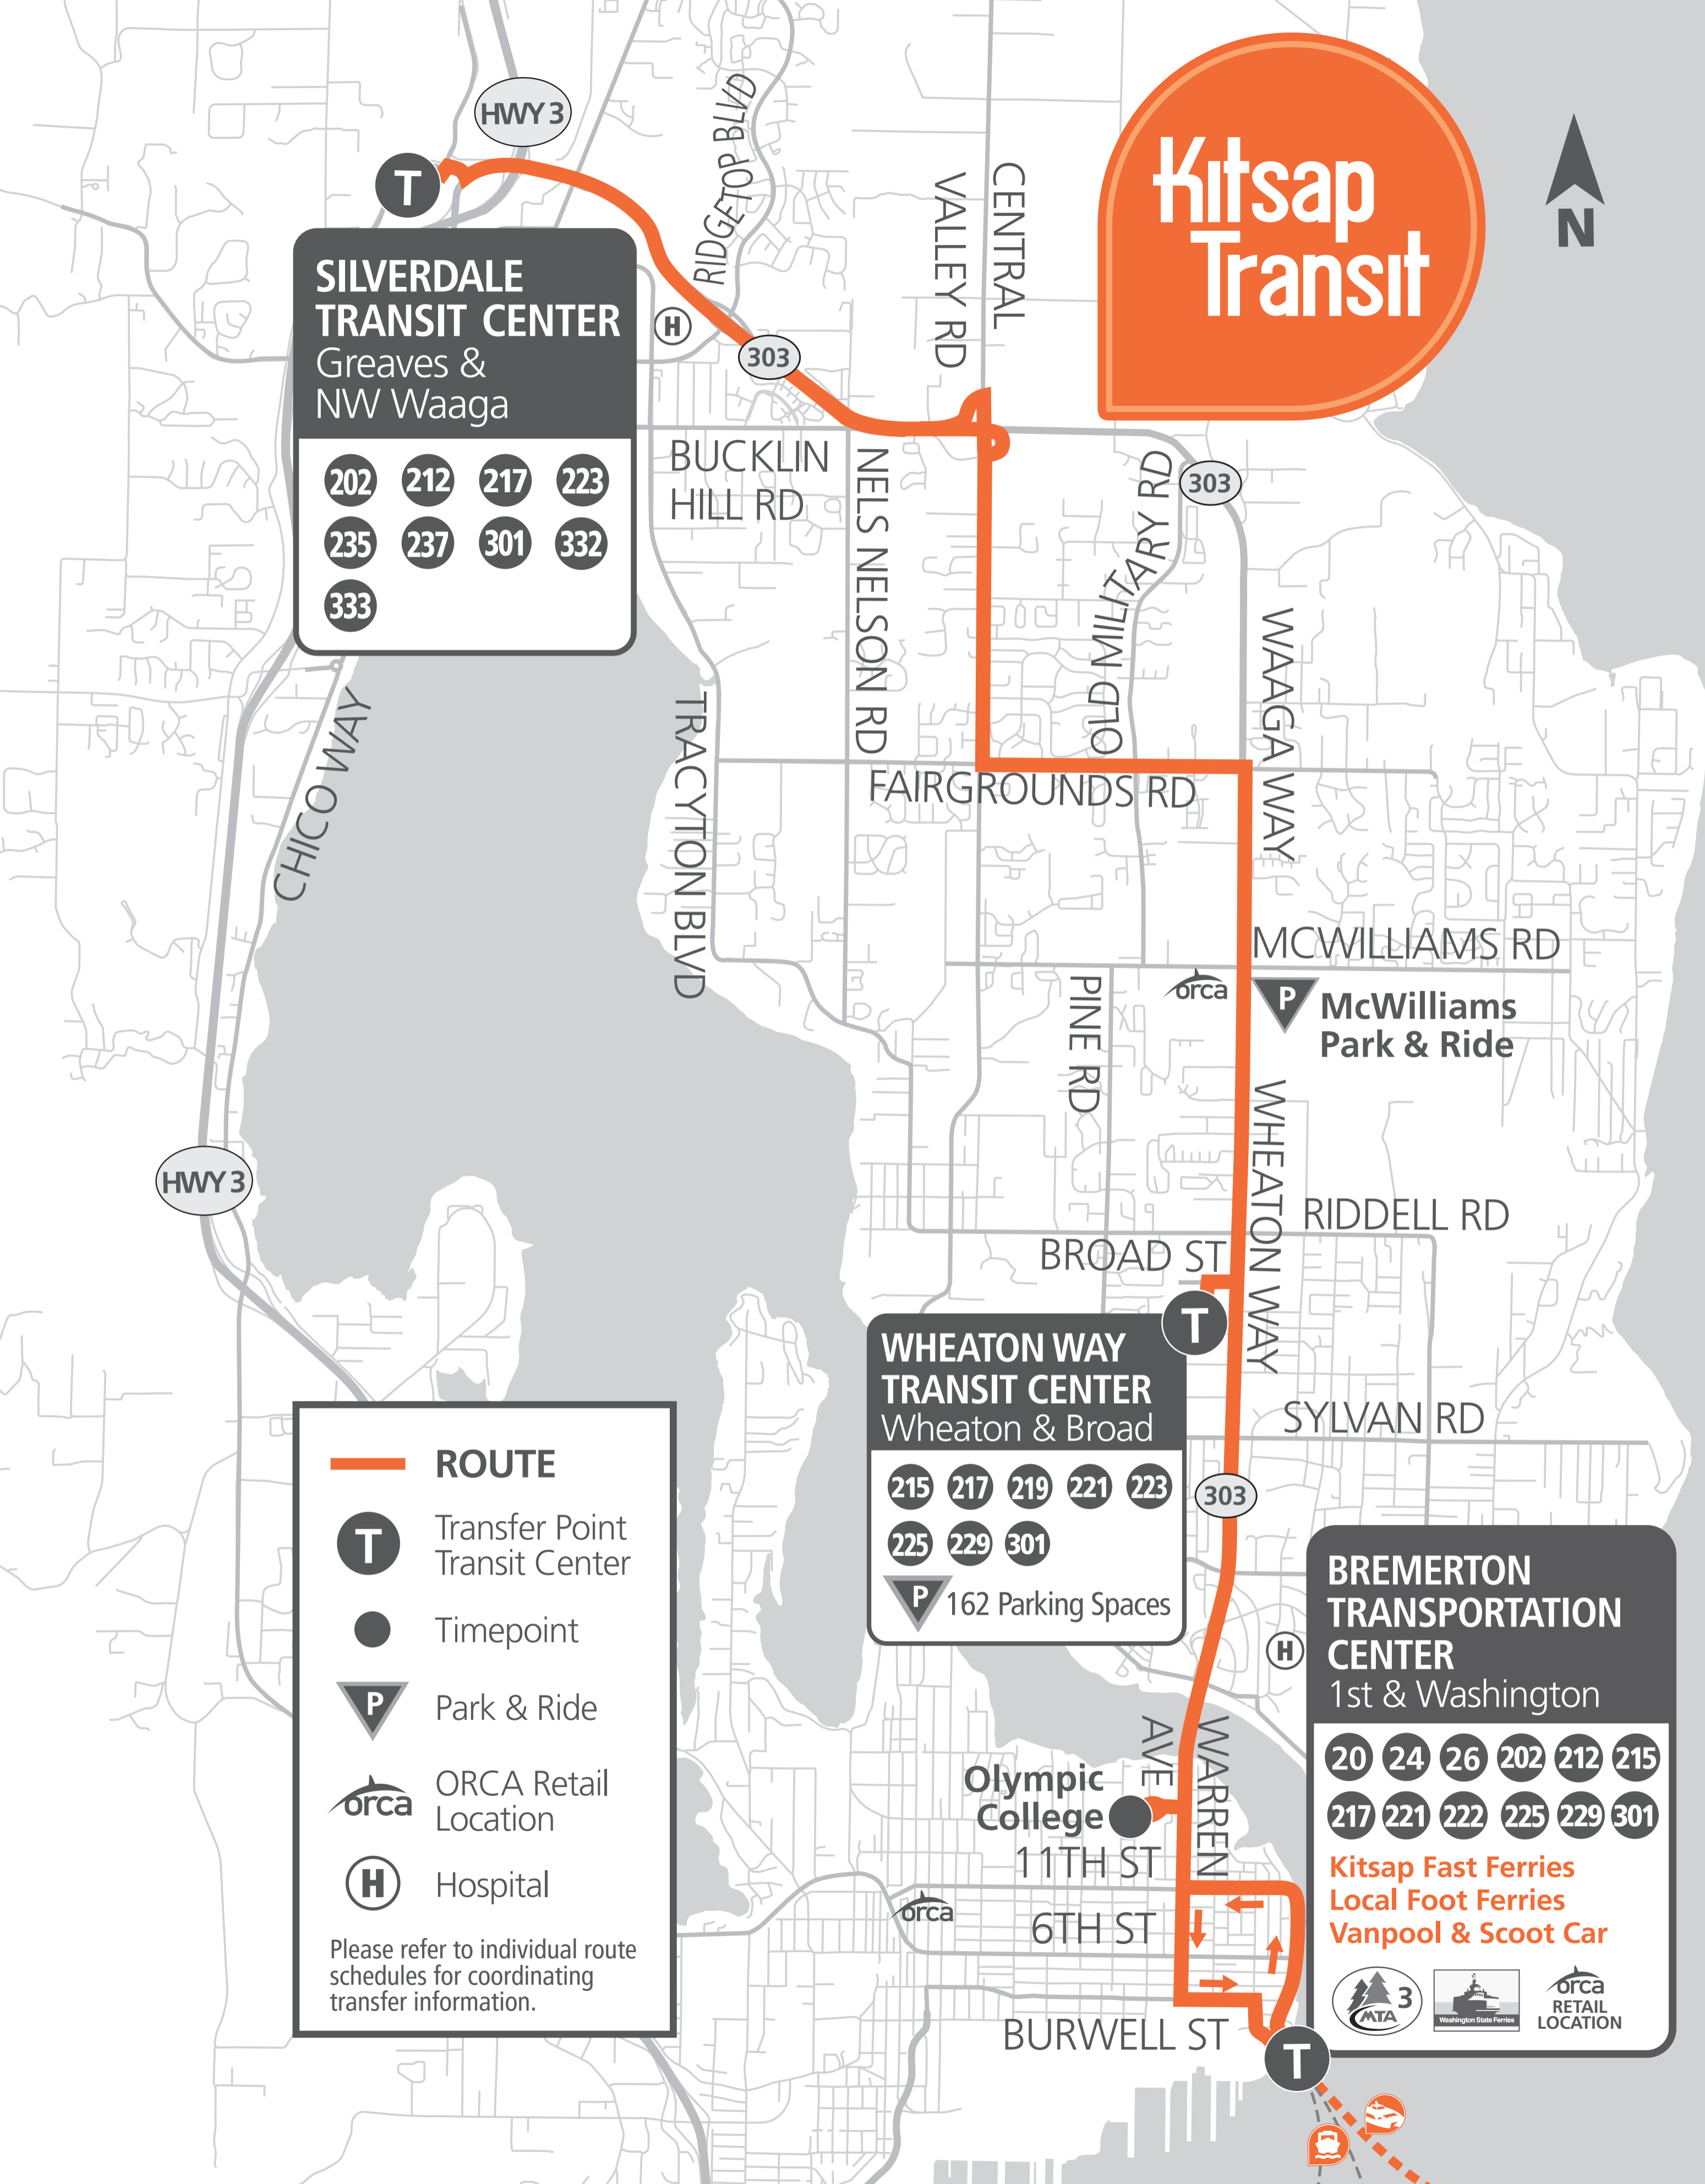 HWY 3
RIDGETOP BLVD
CENTRAL
VALLEY RD
Kitsap
Transit
N
T
SILVERDALE
TRANSIT CENTER
Greaves &
NW Waaga
202 212 217 223
235 237 301 332
333
H
303
BUCKLIN
HILL RD
NELS NELSON RD
OLD MILITARY RD
303
WAAGA WAY
CHICO WAY
TRACYTON BLVD
FAIRGROUNDS RD
MCWILLIAMS RD
orca
P
McWilliams
Park & Ride
PINE RD
WHEATON WAY
HWY 3
RIDDELL RD
BROAD ST
T
WHEATON WAY
TRANSIT CENTER
Wheaton & Broad
215 217 219 221 223
225 229 301
P 162 Parking Spaces
SYLVAN RD
303
ROUTE
T
Transfer Point
Transit Center
Timepoint
P
Park & Ride
orca
ORCA Retail
Location
H
Hospital
Please refer to individual route
schedules for coordinating
transfer information.
H
BREMERTON
TRANSPORTATION
CENTER
1st & Washington
20 24 26 202 212 215
217 221 222 225 229 301
Kitsap Fast Ferries
Local Foot Ferries
Vanpool & Scoot Car
MTA 3
Washington State Ferries
orca
RETAIL
LOCATION
WARREN
AVE
Olympic
College
11TH ST
orca
6TH ST
BURWELL ST
T